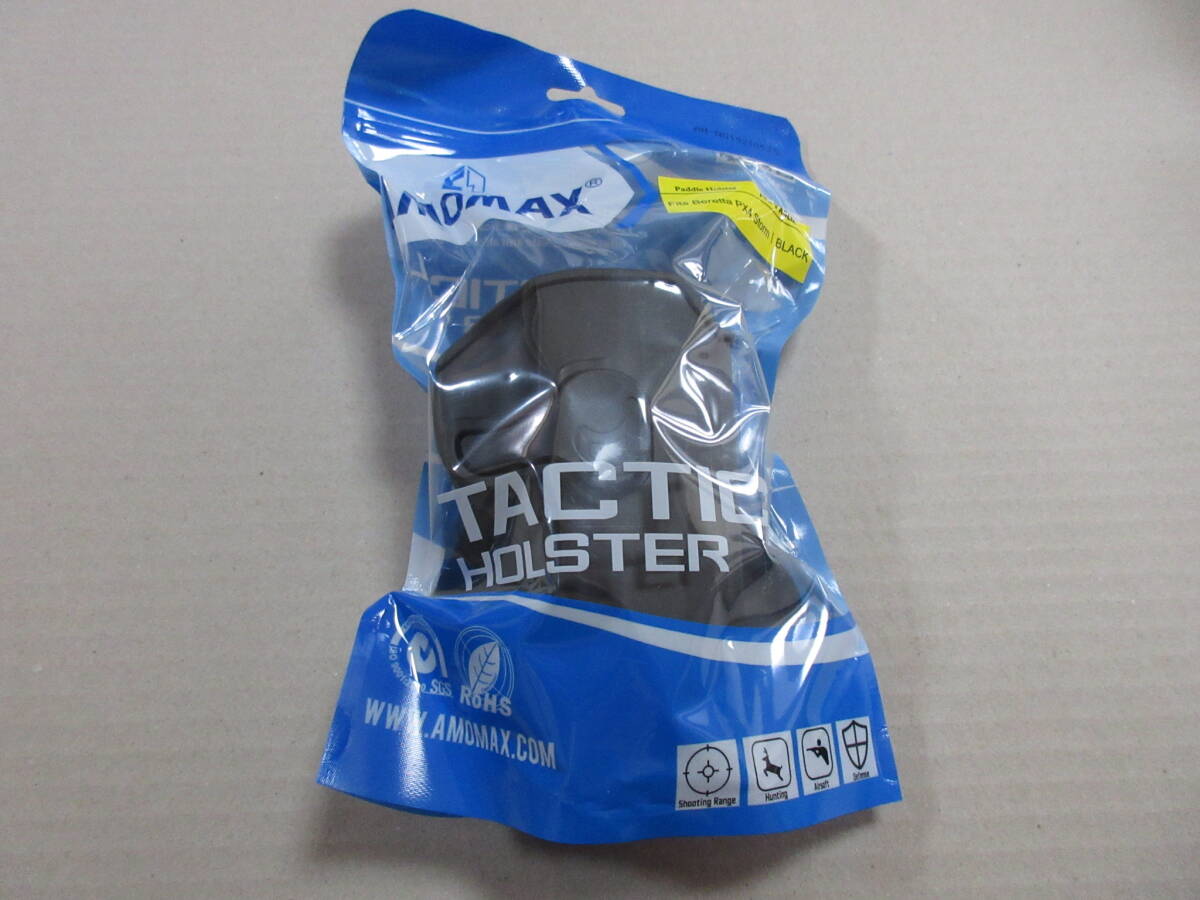 AMOMAX®
Paddle Holster
Fits Beretta PX4 Storm | BLACK
TACTIC
HOLSTER
SGS
RoHS
WWW.AMOMAX.COM
Shooting Range
Hunting
Airsoft
Defense